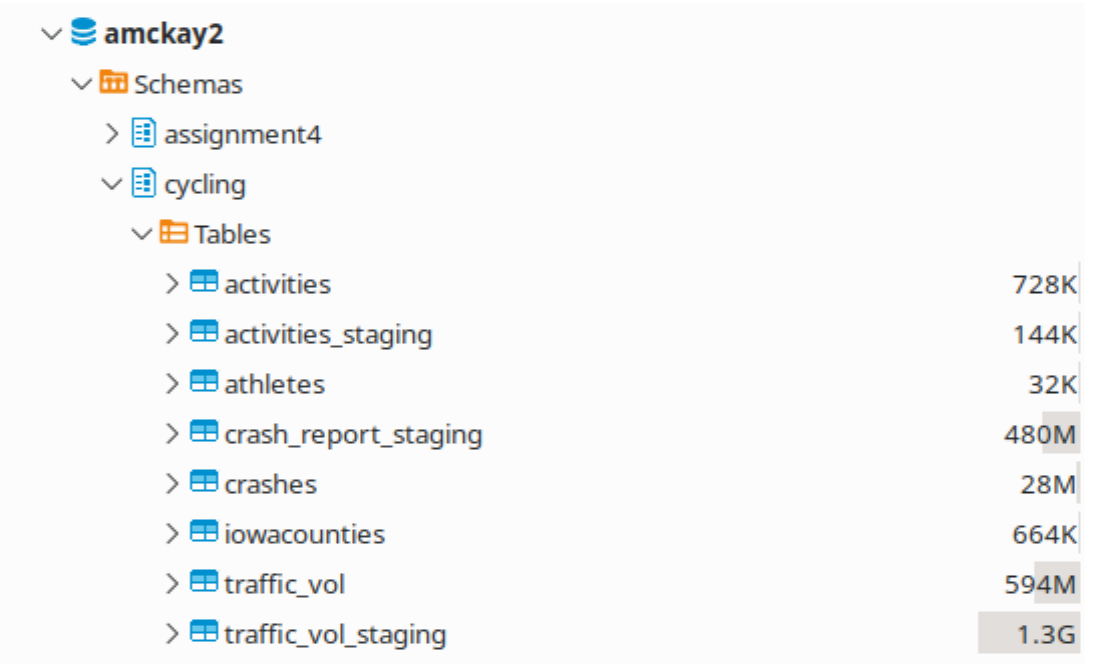 amckay2
Schemas
assignment4
cycling
Tables
activities 728K
activities_staging 144K
athletes 32K
crash_report_staging 480M
crashes 28M
iowacounties 664K
traffic_vol 594M
traffic_vol_staging 1.3G